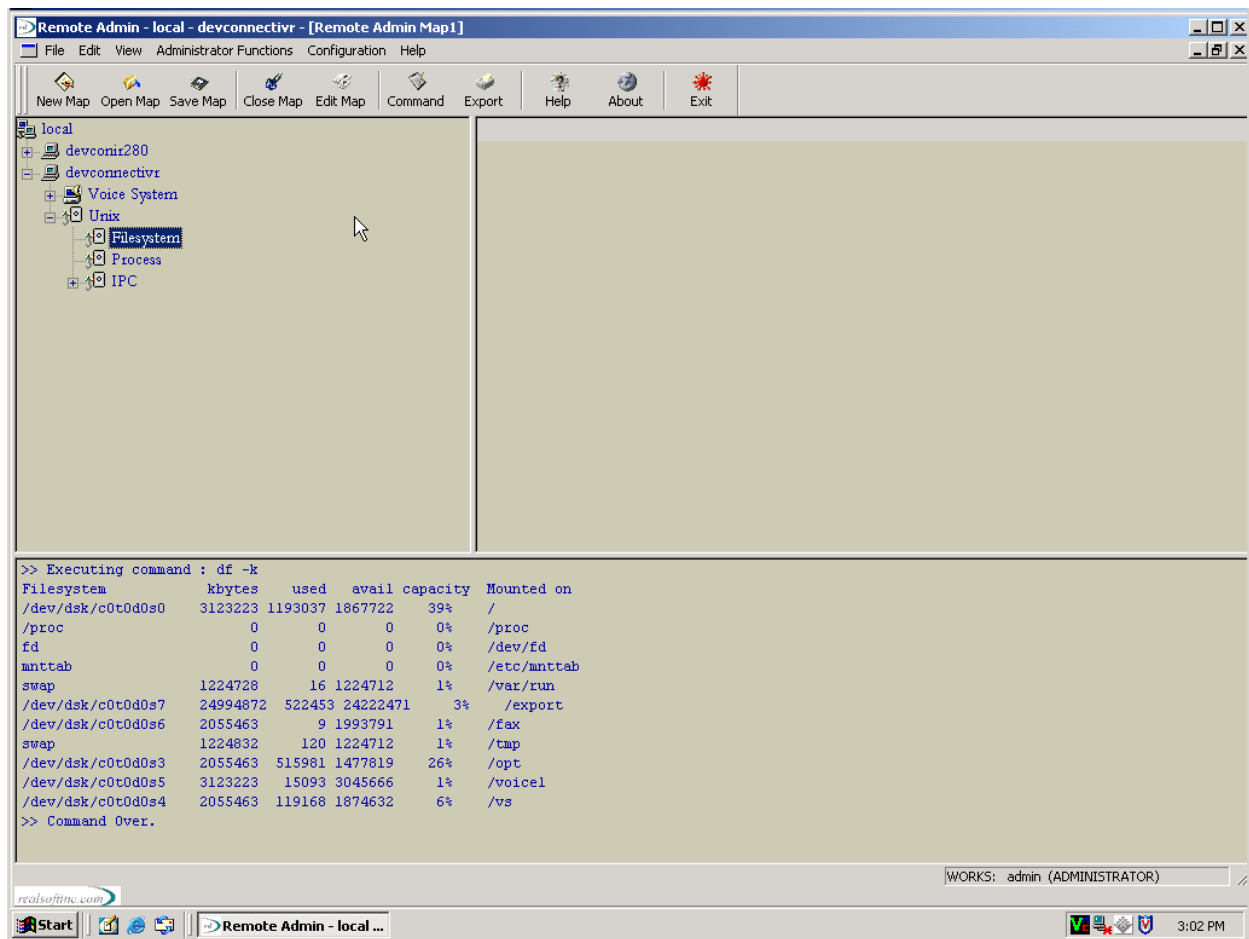 Remote Admin - local - devconnectivr - [Remote Admin Map1]
File Edit View Administrator Functions Configuration Help
New Map Open Map Save Map Close Map Edit Map Command Export Help About Exit
local
devconir280
devconnectivr
Voice System
Unix
Filesystem
Process
IPC
>> Executing command : df -k
Filesystem kbytes used avail capacity Mounted on
/dev/dsk/c0t0d0s0 3123223 1193037 1867722 39% /
/proc 0 0 0 0% /proc
fd 0 0 0 0% /dev/fd
mnttab 0 0 0 0% /etc/mnttab
swap 1224728 16 1224712 1% /var/run
/dev/dsk/c0t0d0s7 24994872 522453 24222471 3% /export
/dev/dsk/c0t0d0s6 2055463 9 1993791 1% /fax
swap 1224832 120 1224712 1% /tmp
/dev/dsk/c0t0d0s3 2055463 515981 1477819 26% /opt
/dev/dsk/c0t0d0s5 3123223 15093 3045666 1% /voice1
/dev/dsk/c0t0d0s4 2055463 119168 1874632 6% /vs
>> Command Over.
WORKS: admin (ADMINISTRATOR)
realsoftinc.com
Start Remote Admin - local ... 3:02 PM